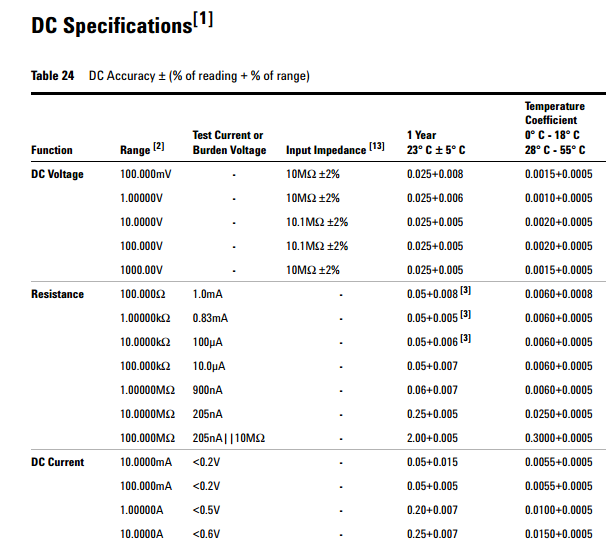 DC Specifications[1]
Table 24 DC Accuracy ± (% of reading + % of range)
Temperature
Coefficient
Test Current or 1 Year 0° C - 18° C
Function Range [2] Burden Voltage Input Impedance [13] 23° C ± 5° C 28° C - 55° C
DC Voltage 100.000mV - 10MΩ ±2% 0.025+0.008 0.0015+0.0005
1.00000V - 10MΩ ±2% 0.025+0.006 0.0010+0.0005
10.0000V - 10.1MΩ ±2% 0.025+0.005 0.0020+0.0005
100.000V - 10.1MΩ ±2% 0.025+0.005 0.0020+0.0005
1000.00V - 10MΩ ±2% 0.025+0.005 0.0015+0.0005
Resistance 100.000Ω 1.0mA - 0.05+0.008 [3] 0.0060+0.0008
1.00000kΩ 0.83mA - 0.05+0.005 [3] 0.0060+0.0005
10.0000kΩ 100µA - 0.05+0.006 [3] 0.0060+0.0005
100.000kΩ 10.0µA - 0.05+0.007 0.0060+0.0005
1.00000MΩ 900nA - 0.06+0.007 0.0060+0.0005
10.0000MΩ 205nA - 0.25+0.005 0.0250+0.0005
100.000MΩ 205nA||10MΩ - 2.00+0.005 0.3000+0.0005
DC Current 10.0000mA <0.2V - 0.05+0.015 0.0055+0.0005
100.000mA <0.2V - 0.05+0.005 0.0055+0.0005
1.00000A <0.5V - 0.20+0.007 0.0100+0.0005
10.0000A <0.6V - 0.25+0.007 0.0150+0.0005